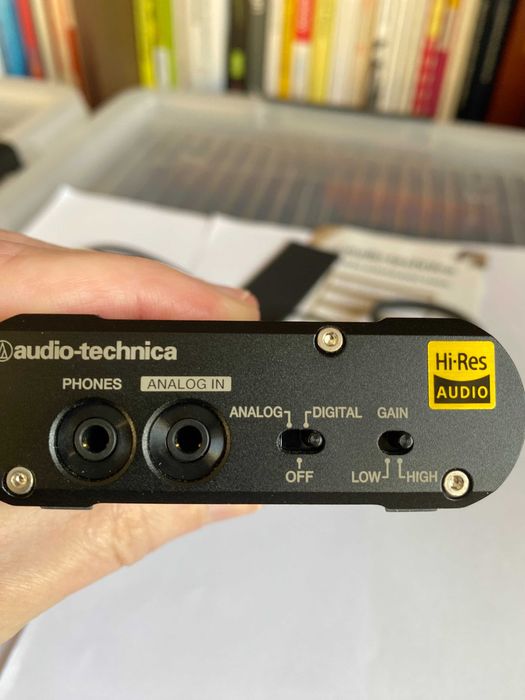 audio-technica
PHONES
ANALOG IN
ANALOG
DIGITAL
OFF
GAIN
LOW
HIGH
Hi-Res
AUDIO